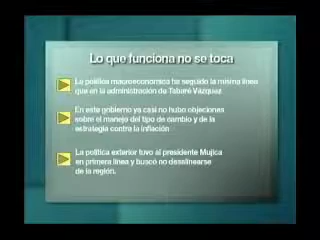 Lo que funciona no se toca
La política macroeconómica ha seguido la misma línea
que en la administración de Tabaré Vázquez
En este gobierno ya casi no hubo objeciones
sobre el manejo del tipo de cambio y de la
estrategia contra la inflación
La política exterior tuvo al presidente Mujica
en primera línea y buscó no desalinearse
de la región.